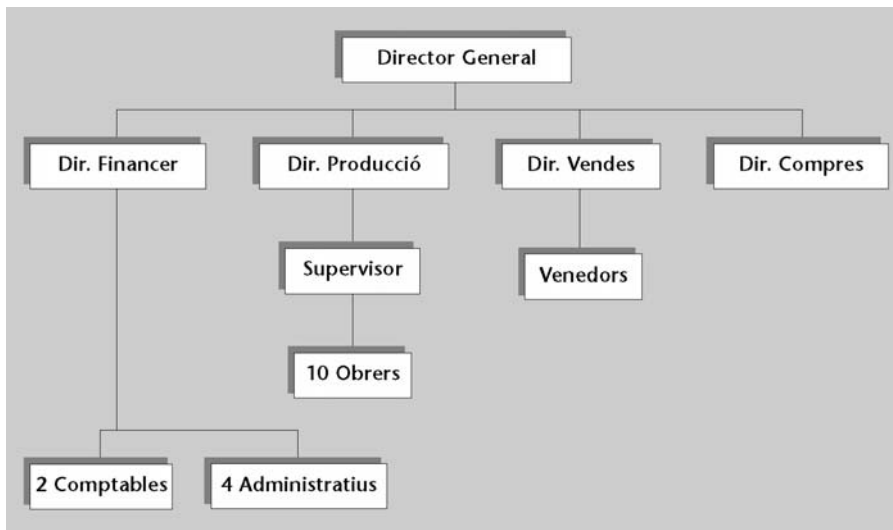 Director General
Dir. Financer
Dir. Producció
Dir. Vendes
Dir. Compres
Supervisor
Venedors
10 Obrers
2 Comptables
4 Administratius